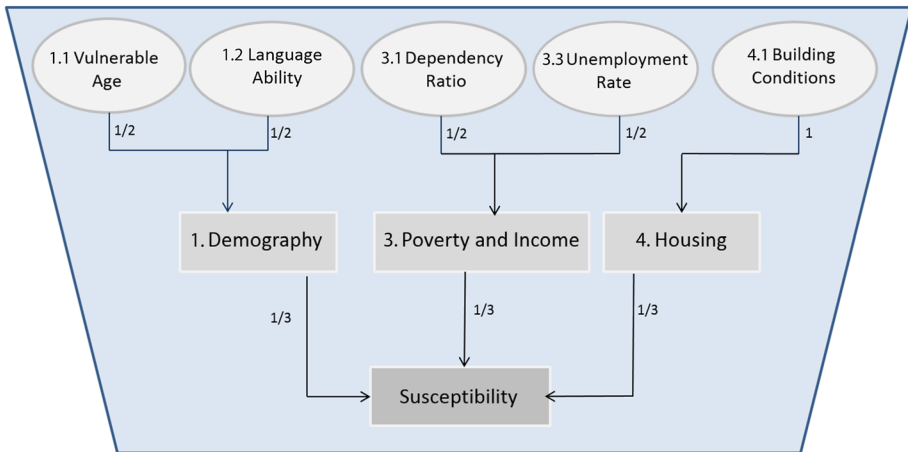 1.1 Vulnerable
Age
1.2 Language
Ability
3.1 Dependency
Ratio
3.3 Unemployment
Rate
4.1 Building
Conditions
1/2
1/2
1/2
1/2
1
1. Demography
3. Poverty and Income
4. Housing
1/3
1/3
1/3
Susceptibility